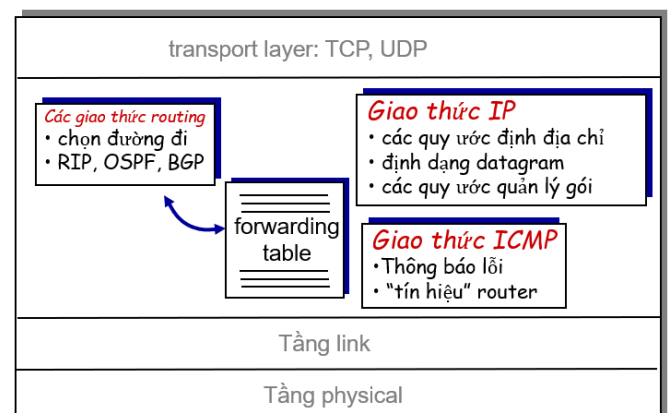 transport layer: TCP, UDP
Các giao thức routing
• chọn đường đi
• RIP, OSPF, BGP
forwarding
table
Giao thức IP
• các quy ước định địa chỉ
• định dạng datagram
• các quy ước quản lý gói
Giao thức ICMP
•Thông báo lỗi
• “tín hiệu” router
Tầng link
Tầng physical